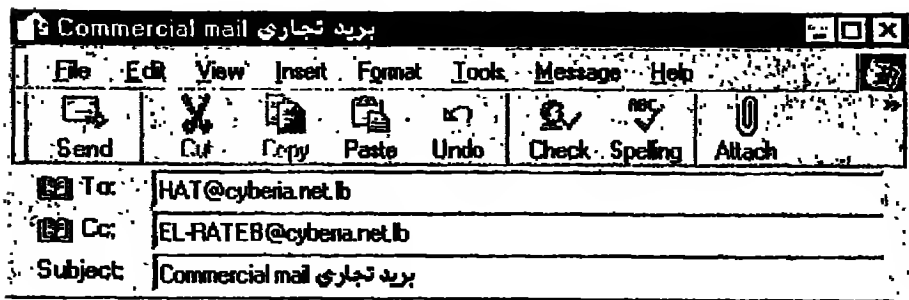 Commercial mail بريد تجاري
File Edit View Insert Format Tools Message Help
Send Cut Copy Paste Undo Check Spelling Attach
To: HAT@cyberia.net.lb
Cc: EL-RATEB@cyberia.net.lb
Subject: Commercial mail بريد تجاري